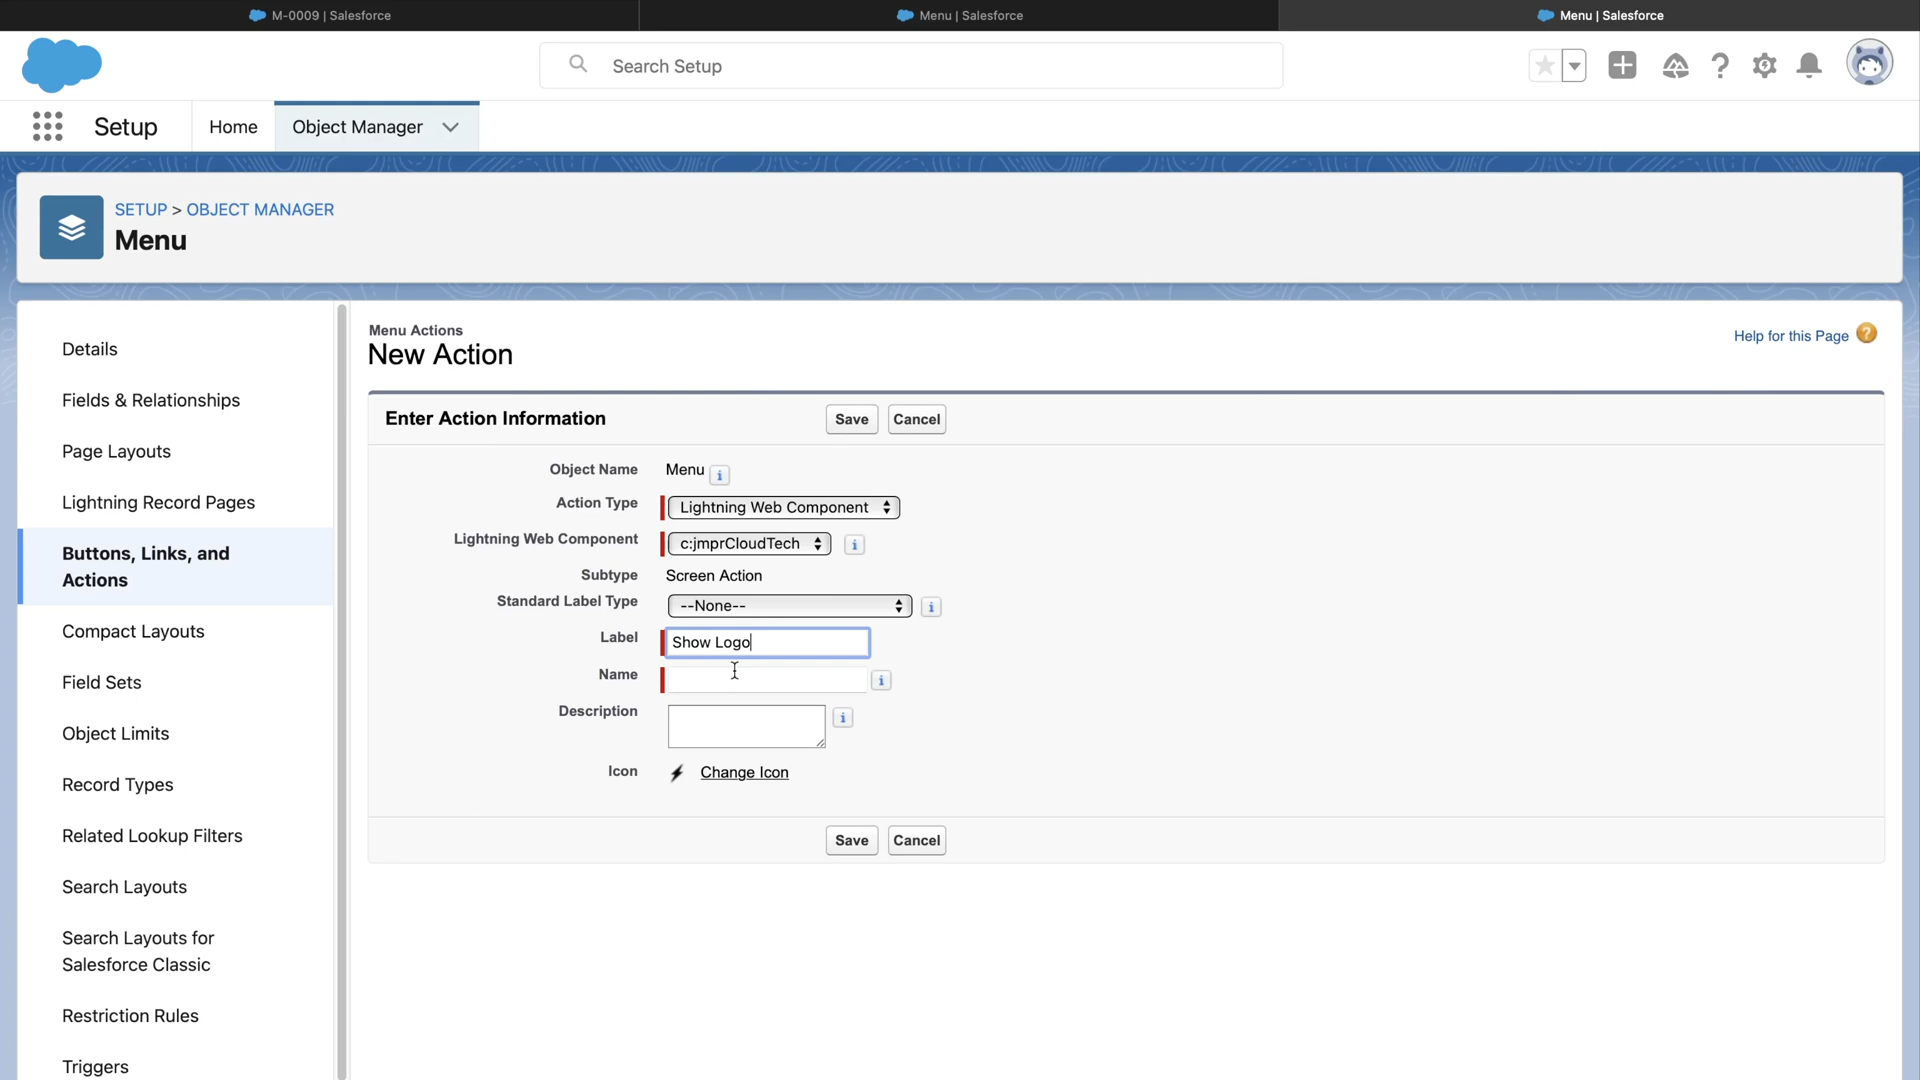 M-0009 | Salesforce
Menu | Salesforce
Menu | Salesforce
Search Setup
Setup
Home
Object Manager
SETUP > OBJECT MANAGER
Menu
Details
Fields & Relationships
Page Layouts
Lightning Record Pages
Buttons, Links, and
Actions
Compact Layouts
Field Sets
Object Limits
Record Types
Related Lookup Filters
Search Layouts
Search Layouts for
Salesforce Classic
Restriction Rules
Triggers
Menu Actions
New Action
Help for this Page ?
Enter Action Information
Save
Cancel
Object Name Menu i
Action Type Lightning Web Component
Lightning Web Component c:jmprCloudTech i
Subtype Screen Action
Standard Label Type --None-- i
Label Show Logo
Name i
Description i
Icon Change Icon
Save
Cancel